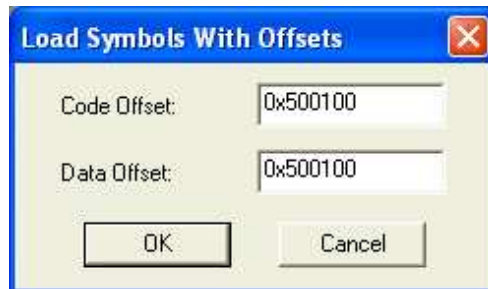 Load Symbols With Offsets
Code Offset: 0x500100
Data Offset: 0x500100
OK Cancel